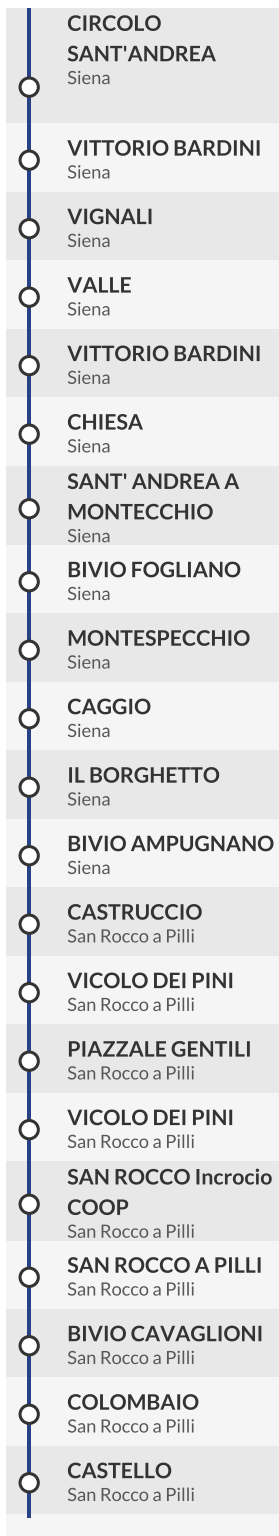 CIRCOLO
SANT'ANDREA
Siena
VITTORIO BARDINI
Siena
VIGNALI
Siena
VALLE
Siena
VITTORIO BARDINI
Siena
CHIESA
Siena
SANT' ANDREA A
MONTECCHIO
Siena
BIVIO FOGLIANO
Siena
MONTESPECCHIO
Siena
CAGGIO
Siena
IL BORGHETTO
Siena
BIVIO AMPUGNANO
Siena
CASTRUCCIO
San Rocco a Pilli
VICOLO DEI PINI
San Rocco a Pilli
PIAZZALE GENTILI
San Rocco a Pilli
VICOLO DEI PINI
San Rocco a Pilli
SAN ROCCO Incrocio
COOP
San Rocco a Pilli
SAN ROCCO A PILLI
San Rocco a Pilli
BIVIO CAVAGLIONI
San Rocco a Pilli
COLOMBAIO
San Rocco a Pilli
CASTELLO
San Rocco a Pilli